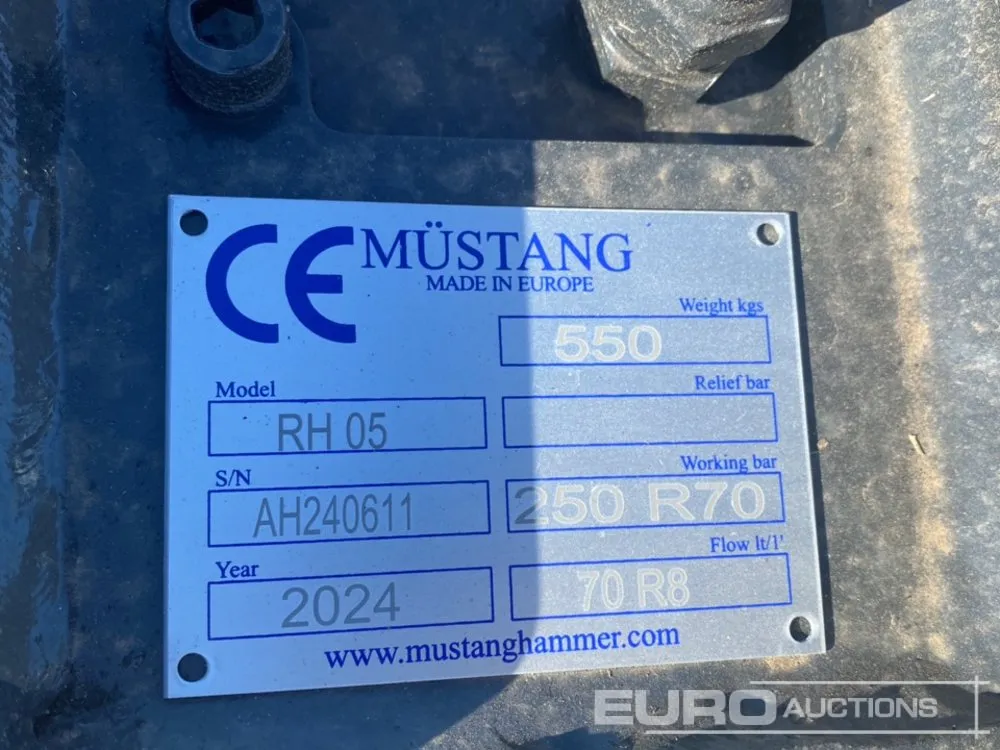 CE MÜSTANG
MADE IN EUROPE
Weight kgs
550
Model
RH 05
Relief bar
S/N
AH240611
Working bar
250 R70
Year
2024
Flow lt/1'
70 R8
www.mustanghammer.com
EURO AUCTIONS